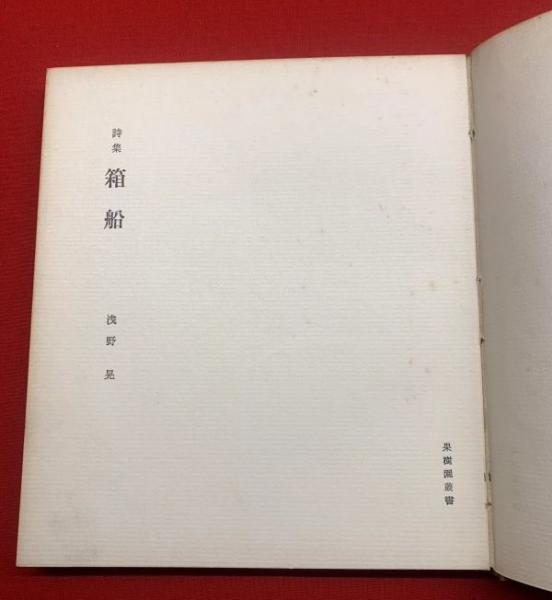 詩集 箱船
浅野 晃
果樹園叢書